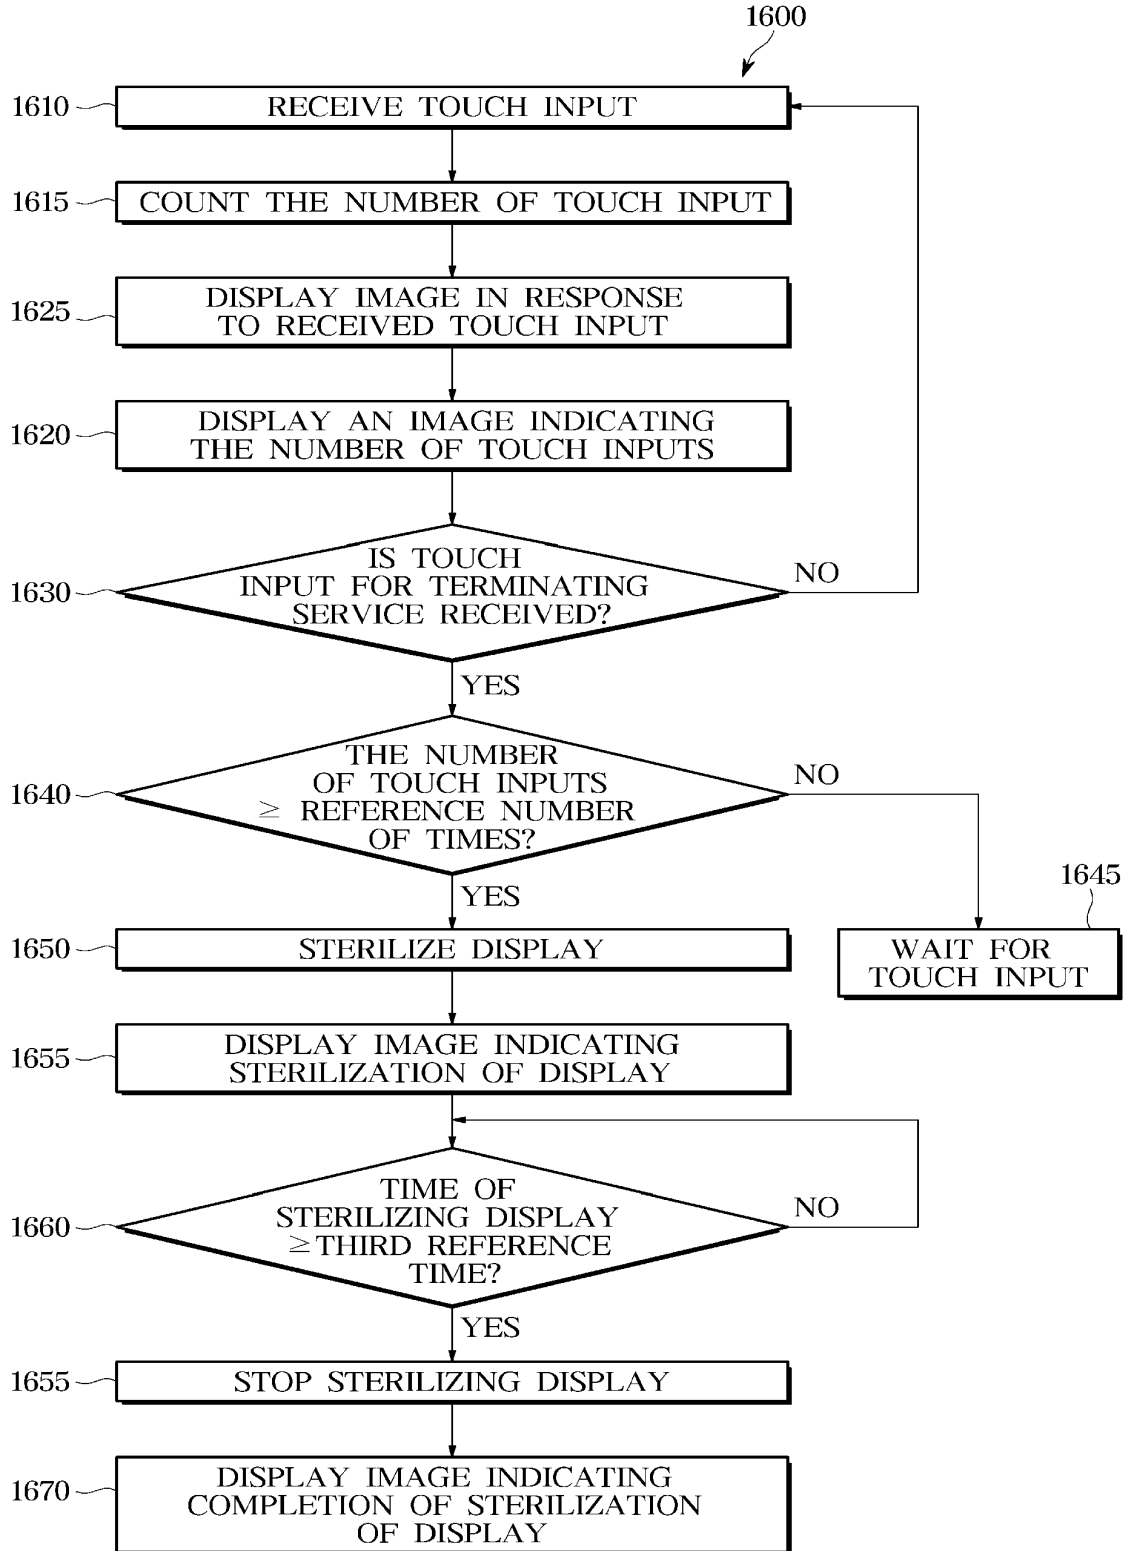 1600
1610
RECEIVE TOUCH INPUT
1615
COUNT THE NUMBER OF TOUCH INPUT
1625
DISPLAY IMAGE IN RESPONSE
TO RECEIVED TOUCH INPUT
1620
DISPLAY AN IMAGE INDICATING
THE NUMBER OF TOUCH INPUTS
1630
IS TOUCH
INPUT FOR TERMINATING
SERVICE RECEIVED?
NO
YES
1640
THE NUMBER
OF TOUCH INPUTS
≥ REFERENCE NUMBER
OF TIMES?
NO
YES
1645
WAIT FOR
TOUCH INPUT
1650
STERILIZE DISPLAY
1655
DISPLAY IMAGE INDICATING
STERILIZATION OF DISPLAY
1660
TIME OF
STERILIZING DISPLAY
≥THIRD REFERENCE
TIME?
NO
YES
1655
STOP STERILIZING DISPLAY
1670
DISPLAY IMAGE INDICATING
COMPLETION OF STERILIZATION
OF DISPLAY